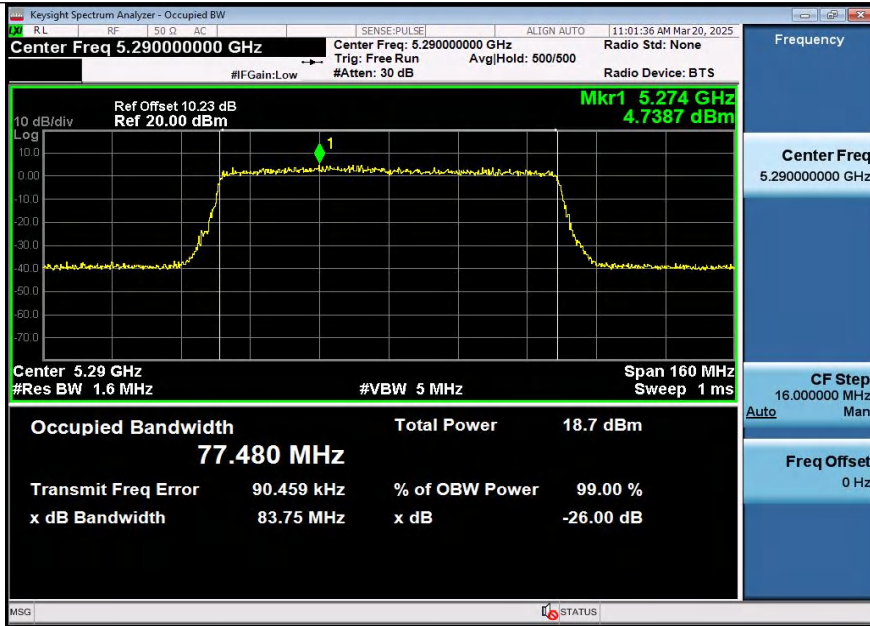 Keysight Spectrum Analyzer - Occupied BW
LXI RL RF 50 Ω AC SENSE:PULSE ALIGN AUTO 11:01:36 AM Mar 20, 2025
Center Freq 5.290000000 GHz Center Freq: 5.290000000 GHz Radio Std: None
Trig: Free Run Avg|Hold: 500/500
#IFGain:Low #Atten: 30 dB Radio Device: BTS
Frequency
Mkr1 5.274 GHz
4.7387 dBm
Ref Offset 10.23 dB
10 dB/div Ref 20.00 dBm
Log
1
10.0
0.00
-10.0
-20.0
-30.0
-40.0
-50.0
-60.0
-70.0
Center 5.29 GHz Span 160 MHz
#Res BW 1.6 MHz #VBW 5 MHz Sweep 1 ms
Center Freq
5.290000000 GHz
CF Step
16.000000 MHz
Auto Man
Freq Offset
0 Hz
Occupied Bandwidth Total Power 18.7 dBm
77.480 MHz
Transmit Freq Error 90.459 kHz % of OBW Power 99.00 %
x dB Bandwidth 83.75 MHz x dB -26.00 dB
MSG STATUS